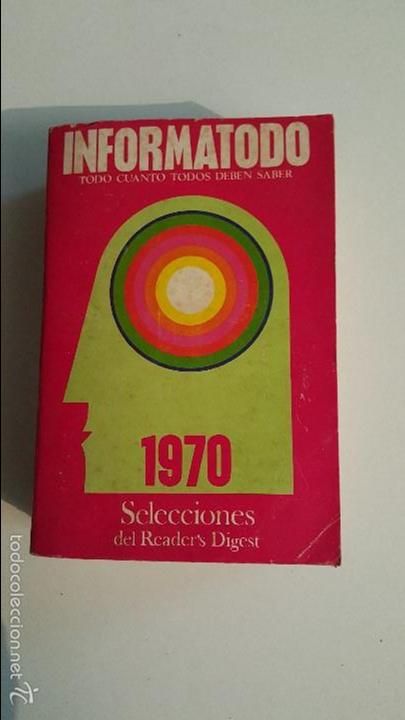 INFORMATODO
TODO CUANTO TODOS DEBEN SABER
1970
Selecciones
del Reader's Digest
todocoleccion.net